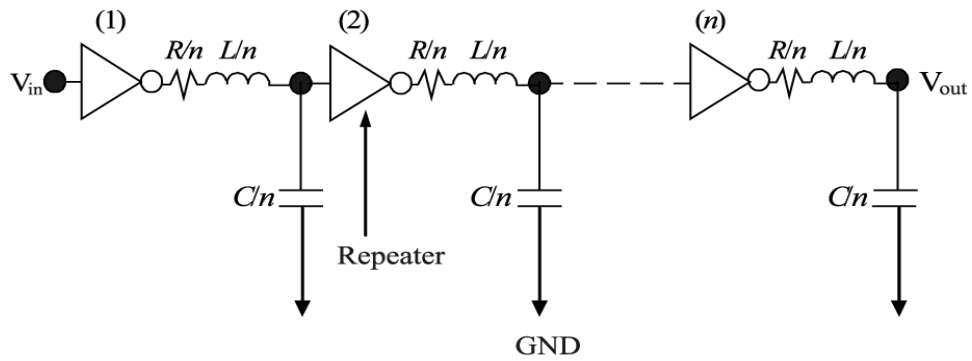 (1) (2) (n)
R/n L/n R/n L/n R/n L/n
V_in V_out
C/n C/n C/n
Repeater
GND